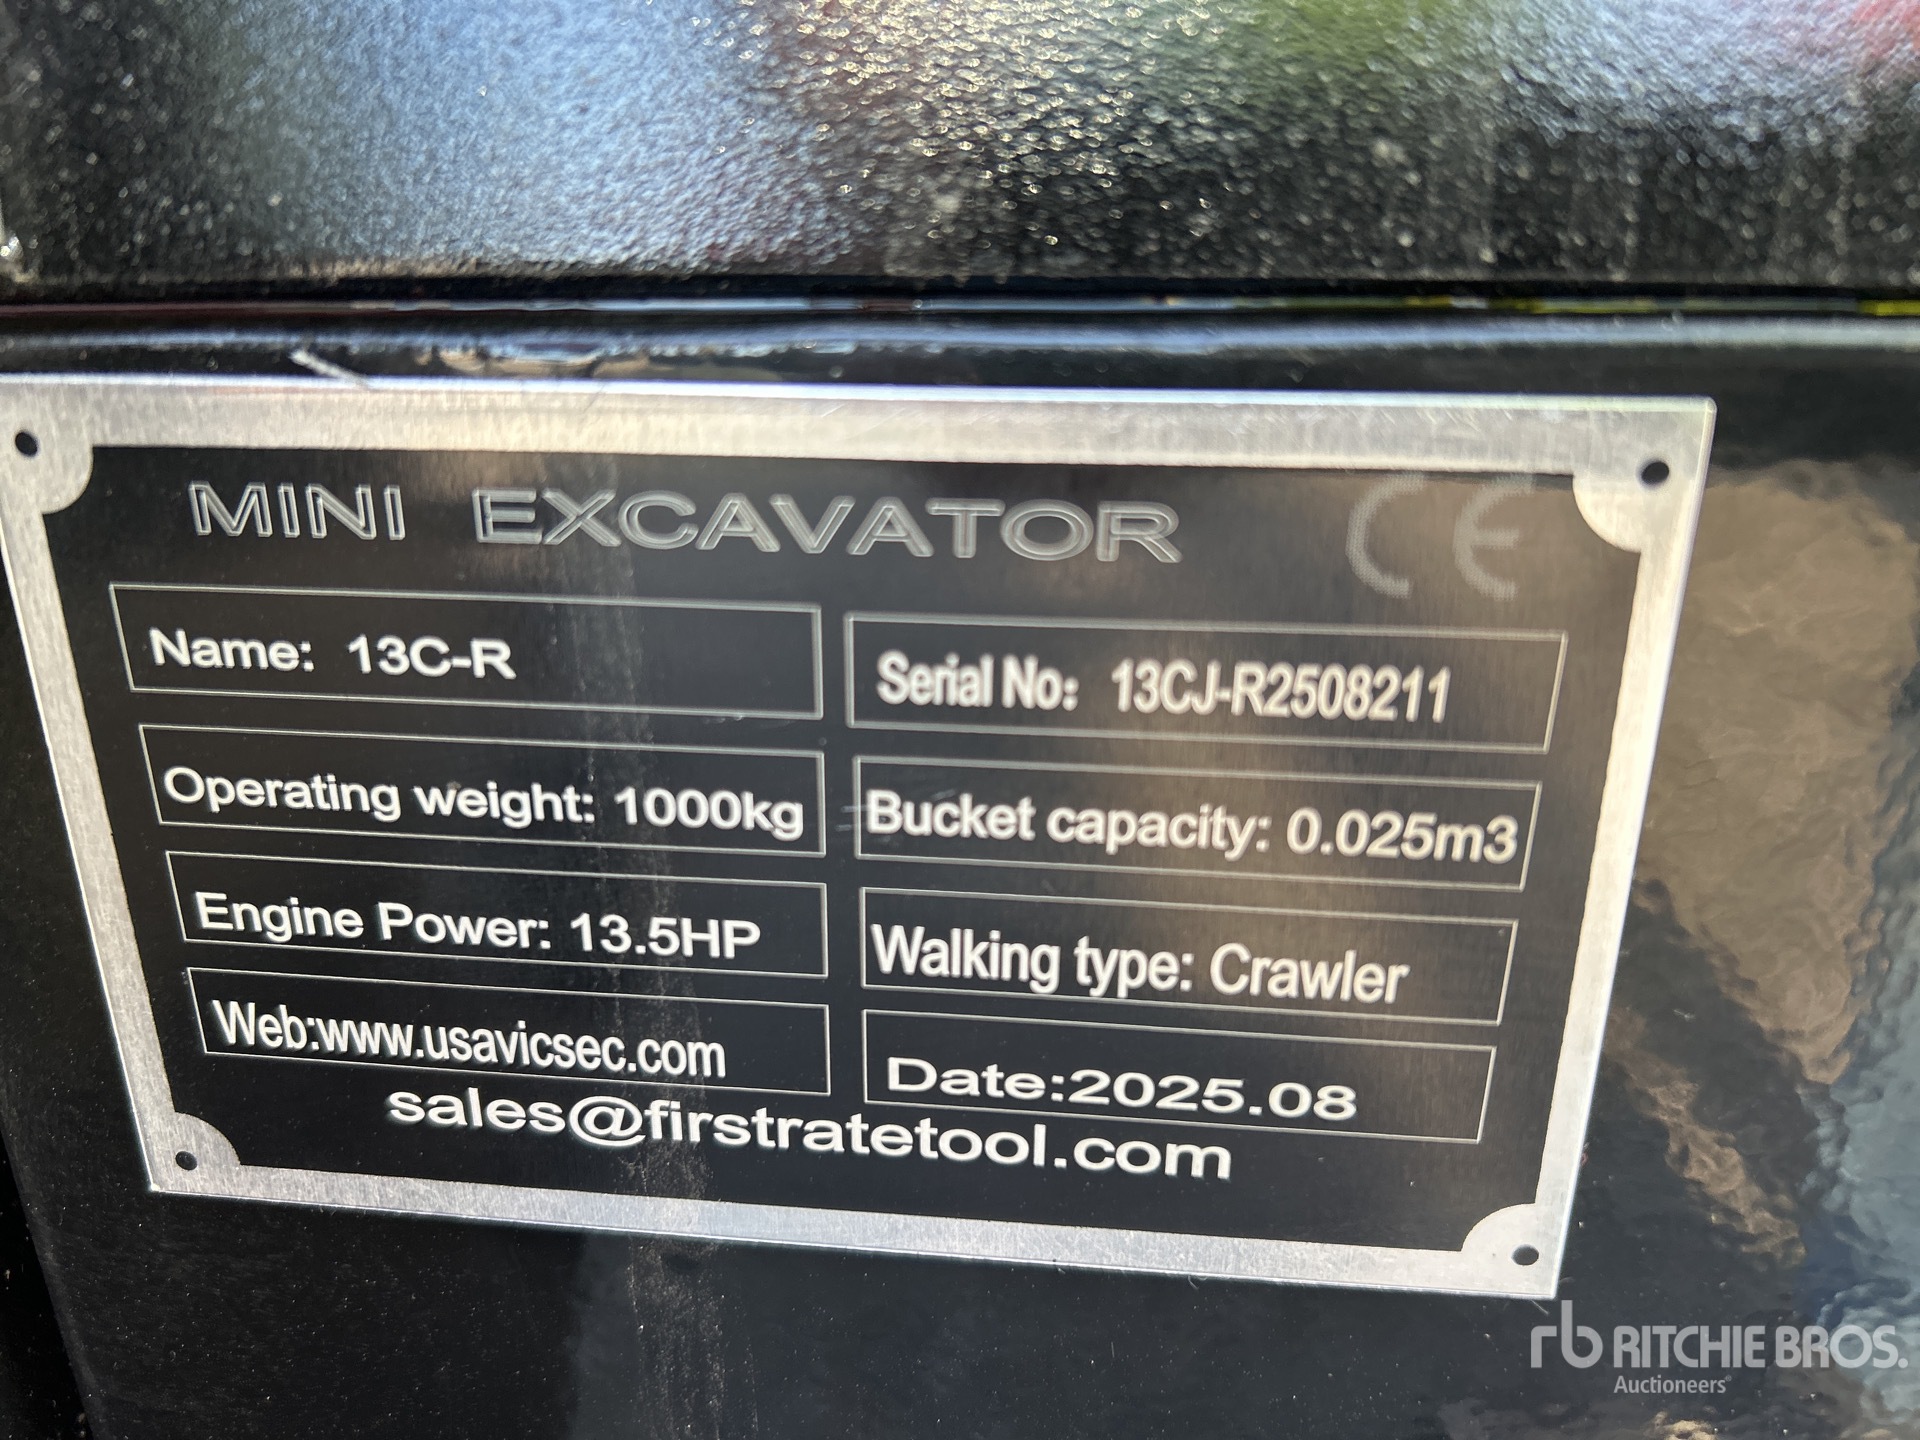 MINI EXCAVATOR CE
Name: 13C-R
Serial No: 13CJ-R2508211
Operating weight: 1000kg
Bucket capacity: 0.025m3
Engine Power: 13.5HP
Walking type: Crawler
Web:www.usavicsec.com
Date:2025.08
sales@firstratetool.com
rb RITCHIE BROS.
Auctioneers